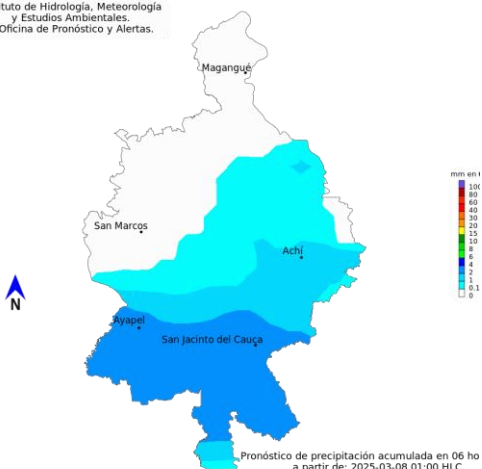 tuto de Hidrología, Meteorología
y Estudios Ambientales.
Oficina de Pronóstico y Alertas.
Magangué
San Marcos
Achí
Ayapel
San Jacinto del Cauca
N
mm en
100
80
60
40
30
20
15
10
8
6
4
2
1
0.1
0
Pronóstico de precipitación acumulada en 06 ho
a partir de: 2025-03-08 01:00 HLC